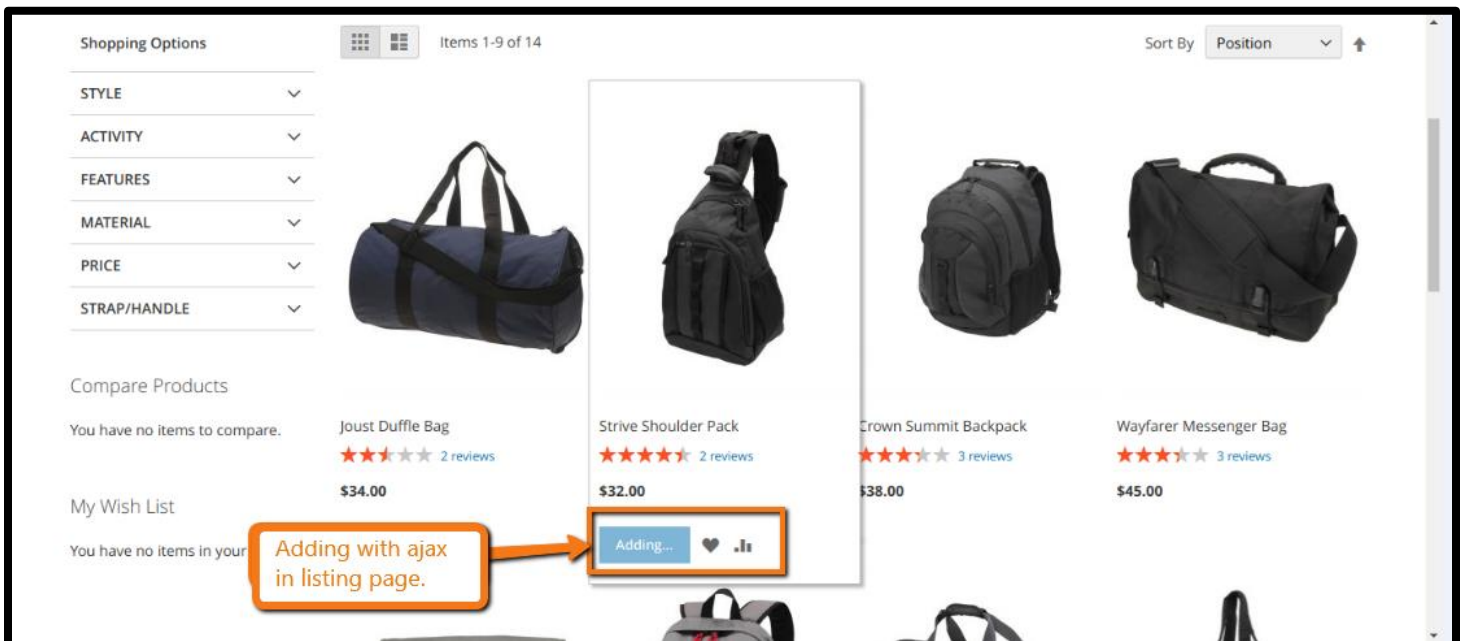 Shopping Options
Items 1-9 of 14
Sort By Position
STYLE
ACTIVITY
FEATURES
MATERIAL
PRICE
STRAP/HANDLE
Compare Products
You have no items to compare.
My Wish List
You have no items in your
Joust Duffle Bag
2 reviews
$34.00
Strive Shoulder Pack
2 reviews
$32.00
Adding...
Crown Summit Backpack
3 reviews
$38.00
Wayfarer Messenger Bag
3 reviews
$45.00
Adding with ajax
in listing page.